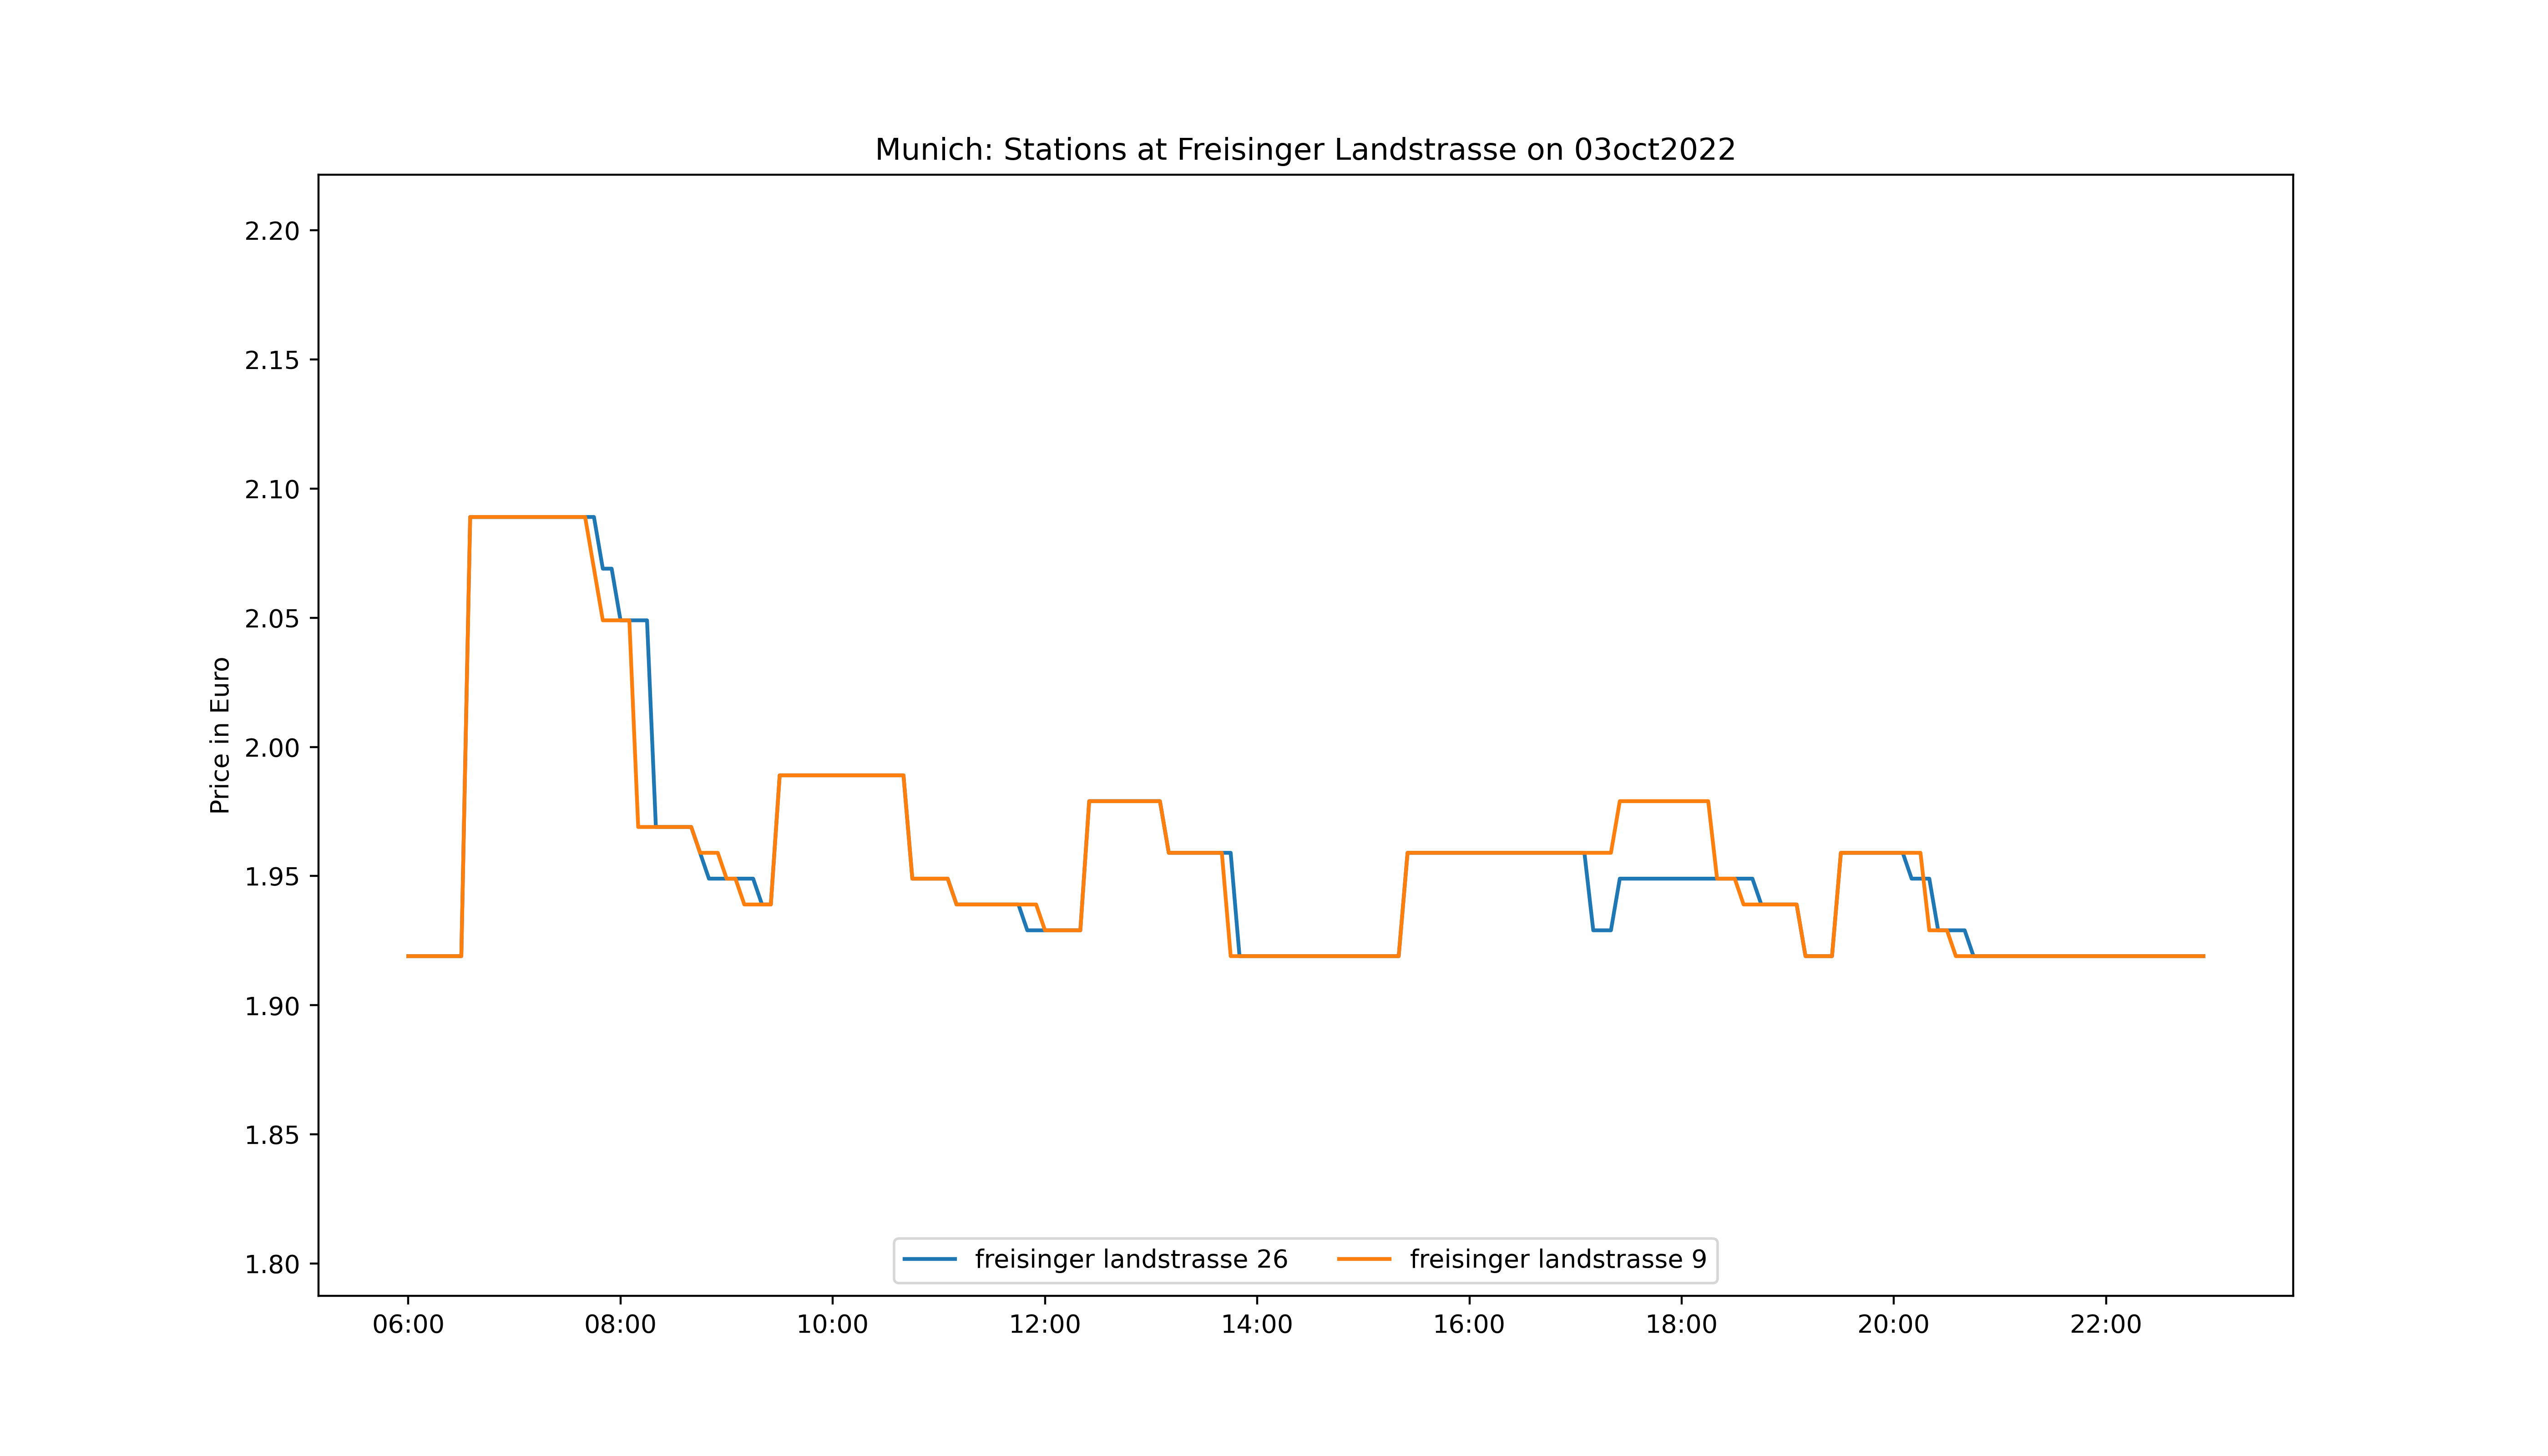 Munich: Stations at Freisinger Landstrasse on 03oct2022
Price in Euro
2.20
2.15
2.10
2.05
2.00
1.95
1.90
1.85
1.80
freisinger landstrasse 26 freisinger landstrasse 9
06:00 08:00 10:00 12:00 14:00 16:00 18:00 20:00 22:00